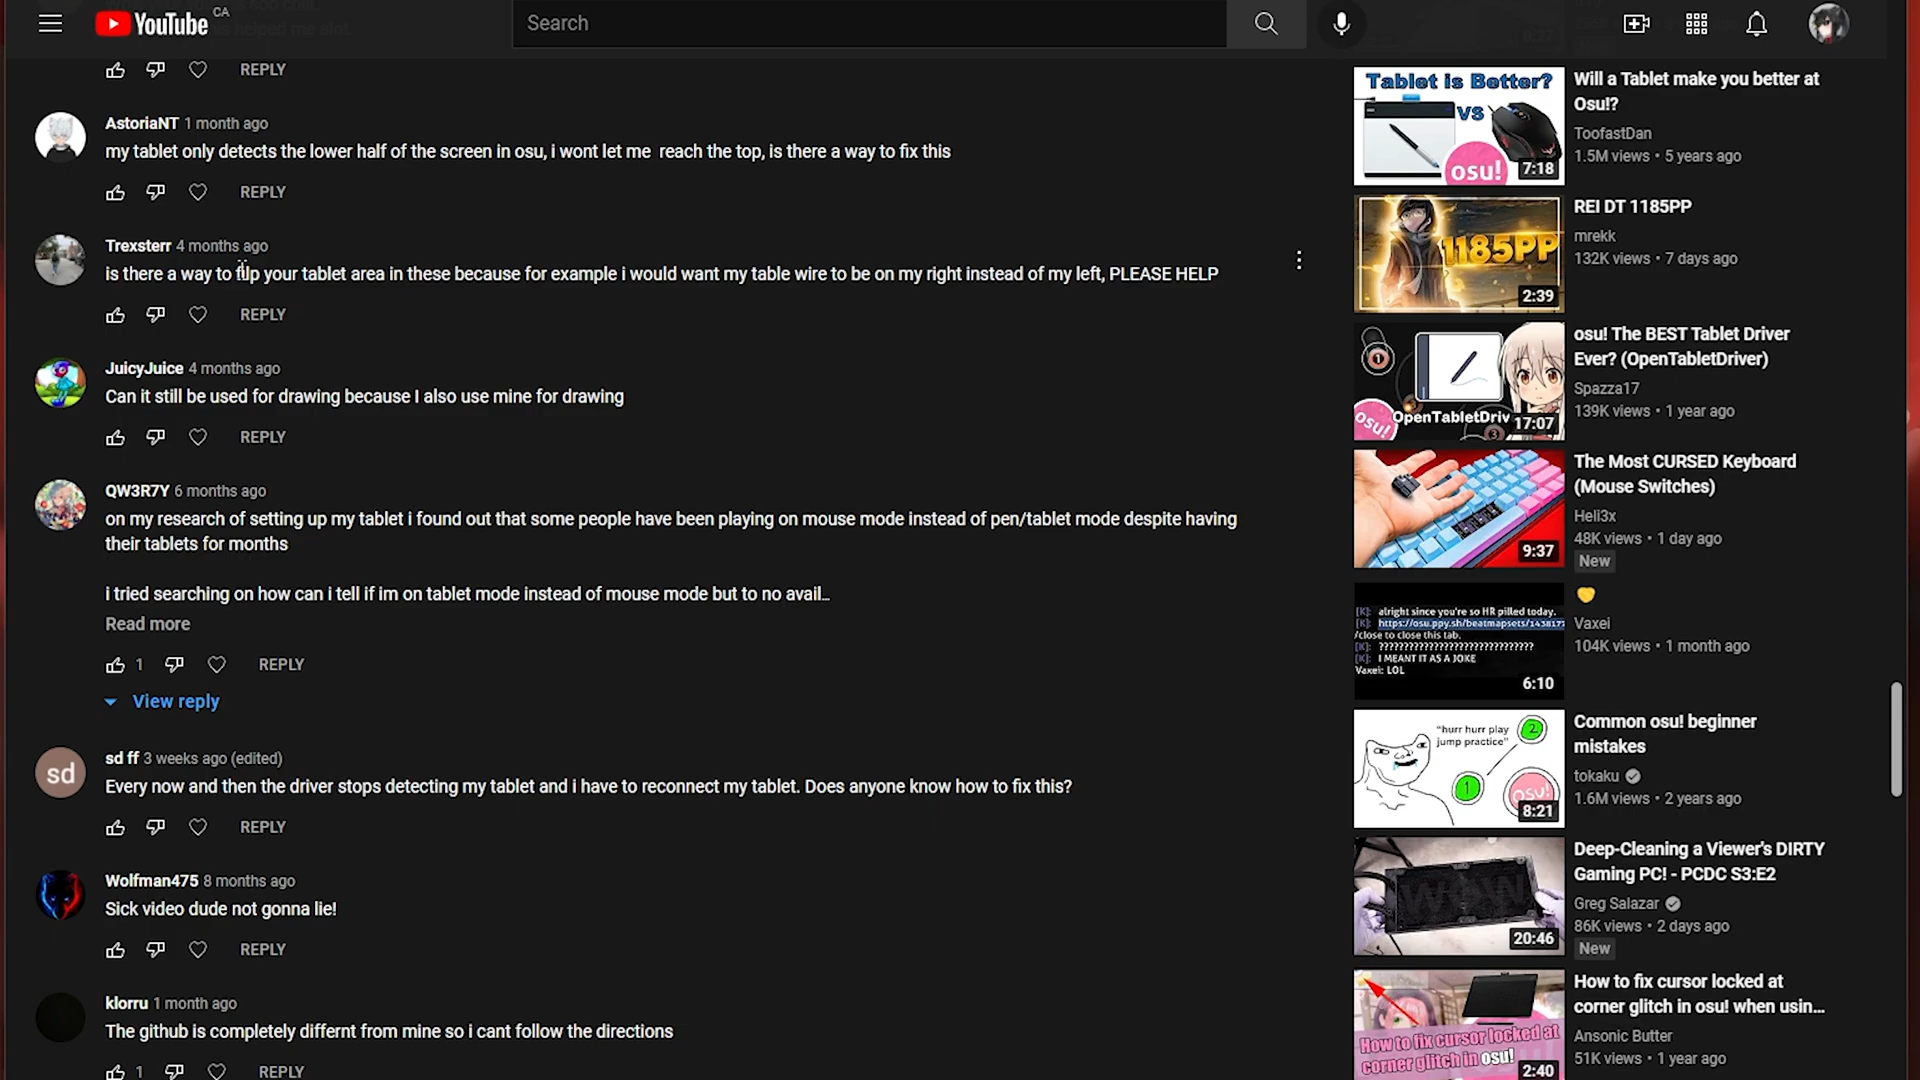 YouTube CA
Search
REPLY
AstoriaNT 1 month ago
my tablet only detects the lower half of the screen in osu, i wont let me reach the top, is there a way to fix this
REPLY
Trexsterr 4 months ago
is there a way to flip your tablet area in these because for example i would want my table wire to be on my right instead of my left, PLEASE HELP
REPLY
JuicyJuice 4 months ago
Can it still be used for drawing because I also use mine for drawing
REPLY
QW3R7Y 6 months ago
on my research of setting up my tablet i found out that some people have been playing on mouse mode instead of pen/tablet mode despite having
their tablets for months
i tried searching on how can i tell if im on tablet mode instead of mouse mode but to no avail...
Read more
1 REPLY
View reply
sd
sd ff 3 weeks ago (edited)
Every now and then the driver stops detecting my tablet and i have to reconnect my tablet. Does anyone know how to fix this?
REPLY
Wolfman475 8 months ago
Sick video dude not gonna lie!
REPLY
klorru 1 month ago
The github is completely differnt from mine so i cant follow the directions
1 REPLY
Tablet is Better?
VS
osu!
7:18
Will a Tablet make you better at
Osu!?
ToofastDan
1.5M views • 5 years ago
1185PP
2:39
REI DT 1185PP
mrekk
132K views • 7 days ago
1
osu!
OpenTabletDriv
3
17:07
osu! The BEST Tablet Driver
Ever? (OpenTabletDriver)
Spazza17
139K views • 1 year ago
9:37
The Most CURSED Keyboard
(Mouse Switches)
Heli3x
48K views • 1 day ago
New
[K]: alright since you're so HR pilled today.
[K]: https://osu.ppy.sh/beatmapsets/143817
/close to close this tab.
[K]: ?????????????????????????????
[K]: I MEANT IT AS A JOKE
Vaxei: LOL
6:10
Vaxei
104K views • 1 month ago
"hurr hurr play
jump practice"
2
1
osu!
8:21
Common osu! beginner
mistakes
tokaku
1.6M views • 2 years ago
WOW
20:46
Deep-Cleaning a Viewer's DIRTY
Gaming PC! - PCDC S3:E2
Greg Salazar
86K views • 2 days ago
New
How to fix cursor locked at
corner glitch in osu!
2:40
How to fix cursor locked at
corner glitch in osu! when usin...
Ansonic Butter
51K views • 1 year ago